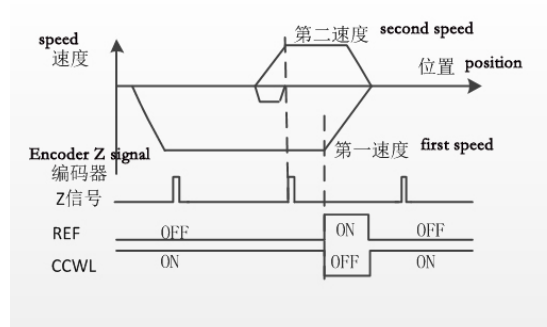 speed
速度
第二速度 second speed
位置 position
Encoder Z signal
编码器
Z信号
第一速度 first speed
REF OFF ON OFF
CCWL ON OFF ON